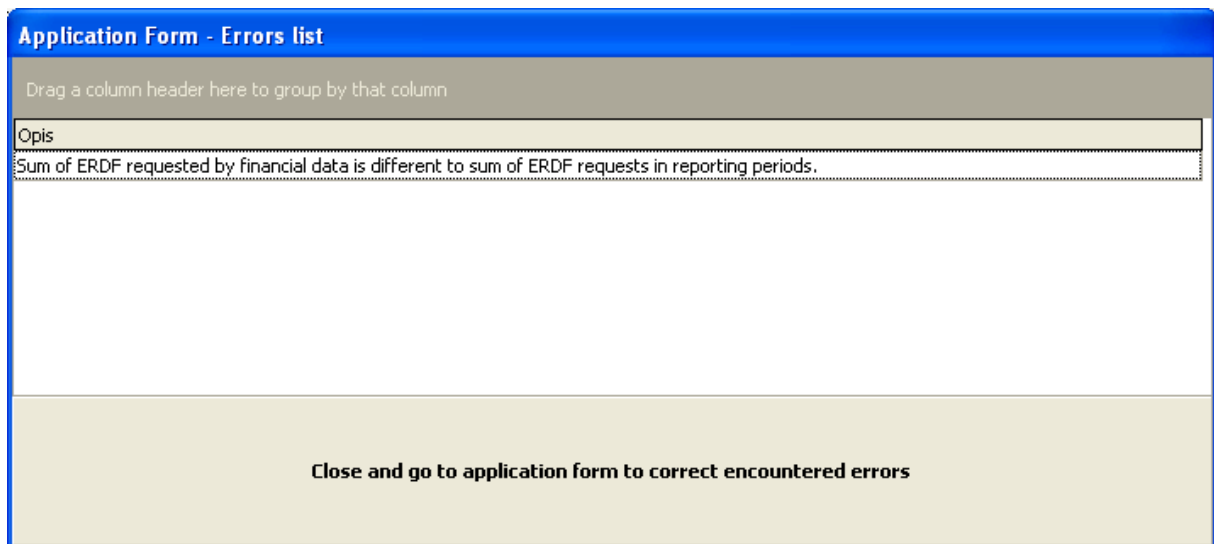 Application Form - Errors list
Drag a column header here to group by that column
Opis
Sum of ERDF requested by financial data is different to sum of ERDF requests in reporting periods.
Close and go to application form to correct encountered errors